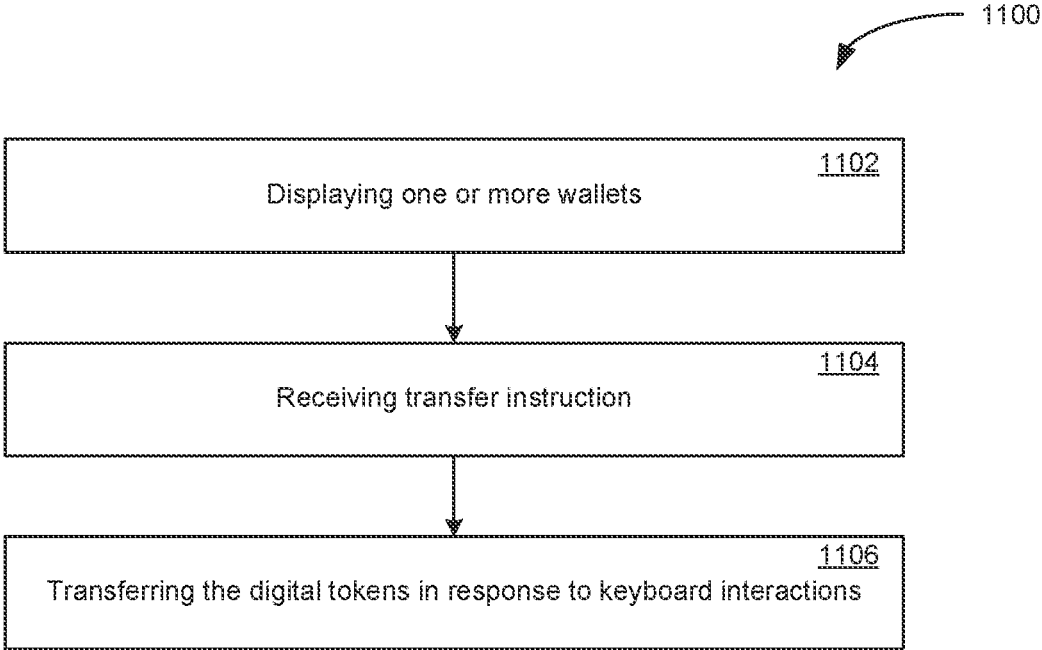 1100
1102
Displaying one or more wallets
1104
Receiving transfer instruction
1106
Transferring the digital tokens in response to keyboard interactions